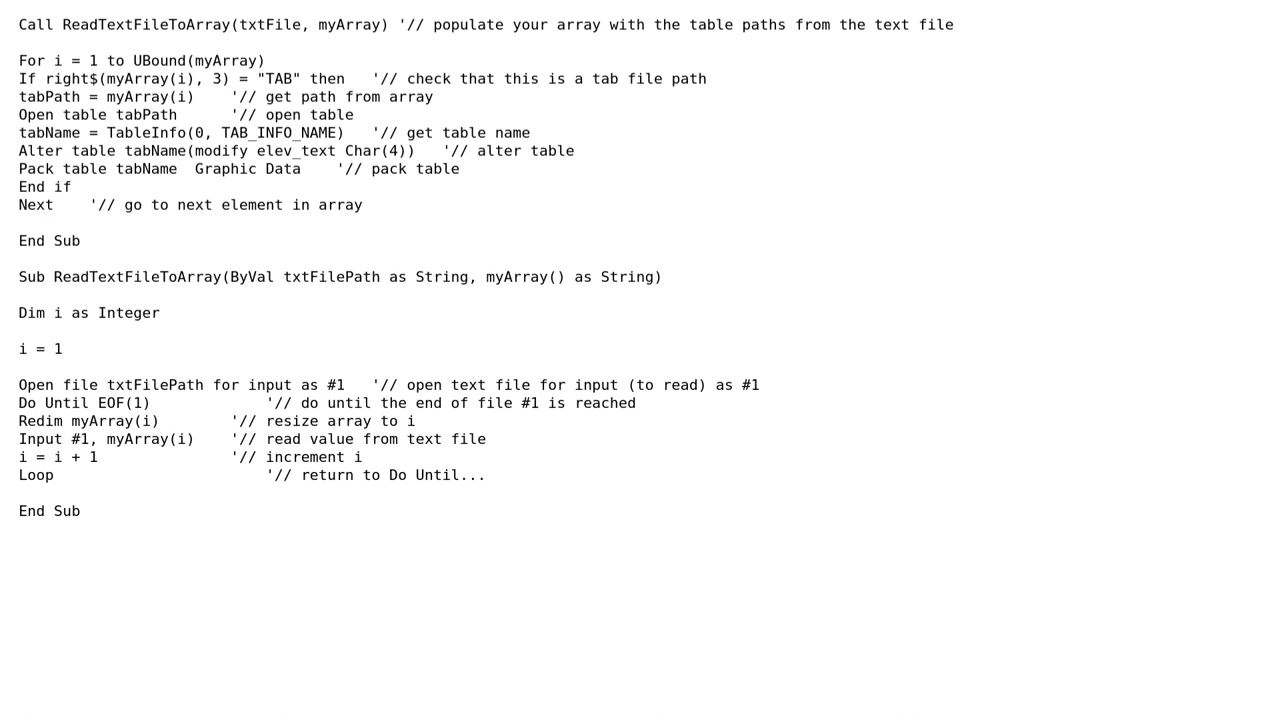 Call ReadTextFileToArray(txtFile, myArray) '// populate your array with the table paths from the text file
For i = 1 to UBound(myArray)
If right$(myArray(i), 3) = "TAB" then   '// check that this is a tab file path
tabPath = myArray(i)    '// get path from array
Open table tabPath      '// open table
tabName = TableInfo(0, TAB_INFO_NAME)   '// get table name
Alter table tabName(modify elev_text Char(4))   '// alter table
Pack table tabName  Graphic Data    '// pack table
End if
Next    '// go to next element in array
End Sub
Sub ReadTextFileToArray(ByVal txtFilePath as String, myArray() as String)
Dim i as Integer
i = 1
Open file txtFilePath for input as #1   '// open text file for input (to read) as #1
Do Until EOF(1)             '// do until the end of file #1 is reached
Redim myArray(i)        '// resize array to i
Input #1, myArray(i)    '// read value from text file
i = i + 1               '// increment i
Loop                        '// return to Do Until...
End Sub